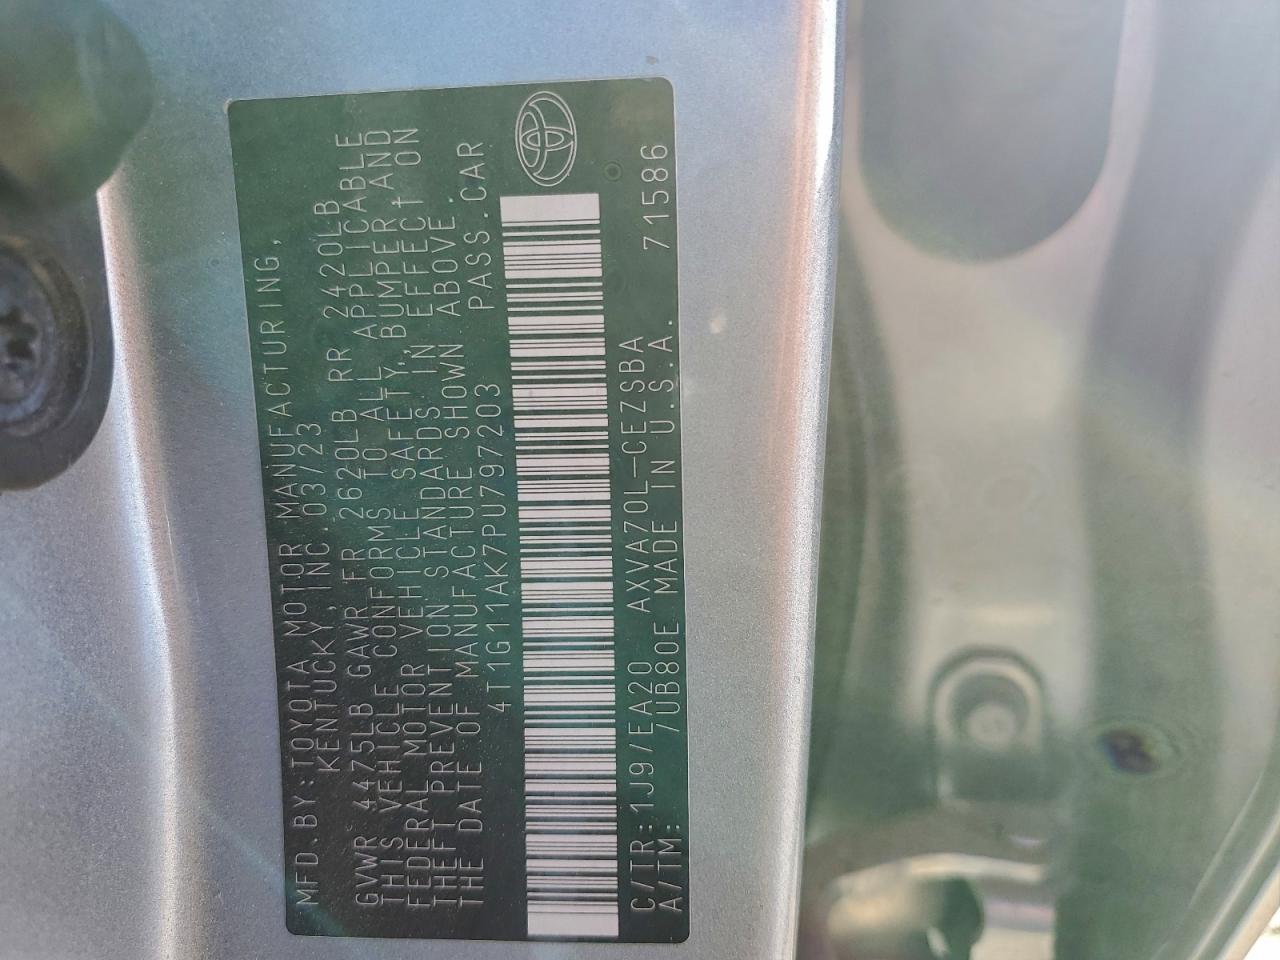 MFD.BY:TOYOTA MOTOR MANUFACTURING,
KENTUCKY, INC 03/23
GVWR 4475LB GAWR FR 2620LB RR 2420LB
THIS VEHICLE CONFORMS TO ALL APPLICABLE
FEDERAL MOTOR VEHICLE SAFETY, BUMPER, AND
THEFT PREVENTION STANDARDS IN EFFECT ON
THE DATE OF MANUFACTURE SHOWN ABOVE.
4T1G11AK7PU797203 PASS.CAR
C/TR:1J9/EA20 AXVA70L-CEZSBA
A/TM: /UB80E MADE IN U.S.A. 71586